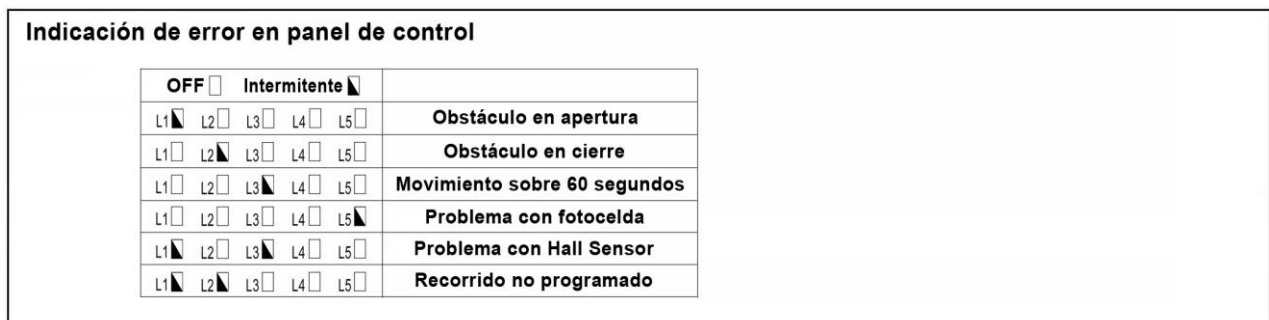 Indicación de error en panel de control
OFF Intermitente
L1 L2 L3 L4 L5 Obstáculo en apertura
L1 L2 L3 L4 L5 Obstáculo en cierre
L1 L2 L3 L4 L5 Movimiento sobre 60 segundos
L1 L2 L3 L4 L5 Problema con fotocelda
L1 L2 L3 L4 L5 Problema con Hall Sensor
L1 L2 L3 L4 L5 Recorrido no programado